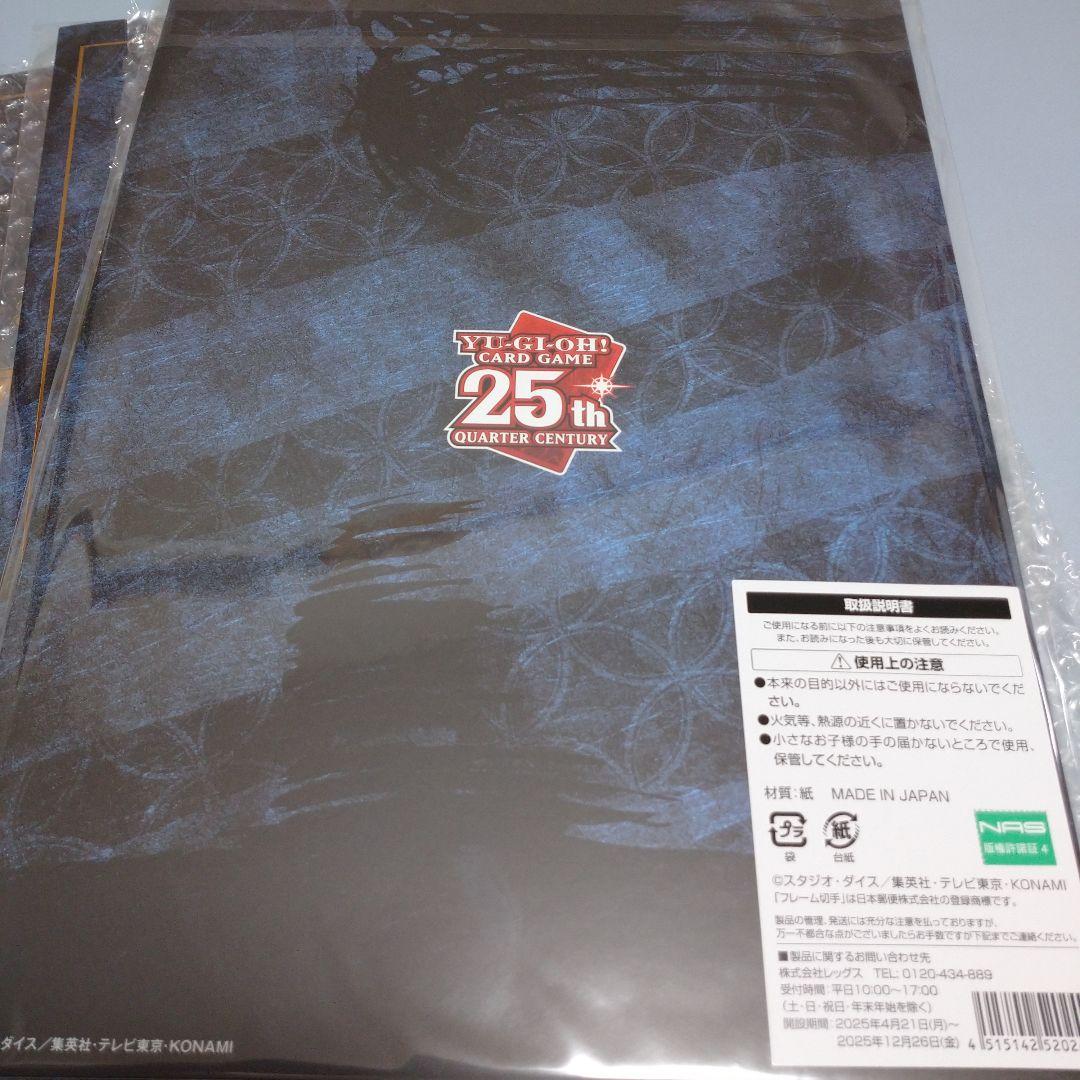 YU-GI-OH!
CARD GAME
25th
QUARTER CENTURY
取扱説明書
ご使用になる前に以下の注意事項をよくお読みください。
また、お読みになった後も大切に保管してください。
使用上の注意
●本来の目的以外にはご使用にならないでくだ
さい。
●火気等、熱源の近くに置かないでください。
●小さなお子様の手の届かないところで使用、
保管してください。
材質:紙 MADE IN JAPAN
プラ
紙
袋
台紙
NAS
版権許諾証 4
©スタジオ・ダイス/集英社・テレビ東京・KONAMI
「フレーム切手」は日本郵便株式会社の登録商標です。
製品の管理、発送には充分な注意を払っておりますが、
万一不都合な点がございましたらお手数ですが下記までご連絡ください。
■製品に関するお問い合わせ先
株式会社レッグス TEL: 0120-434-889
受付時間:平日10:00〜17:00
(土・日・祝日・年末年始を除く)
開設期間:2025年4月21日(月)〜
2025年12月26日(金)
4 515142 5202
ダイス/集英社・テレビ東京・KONAMI